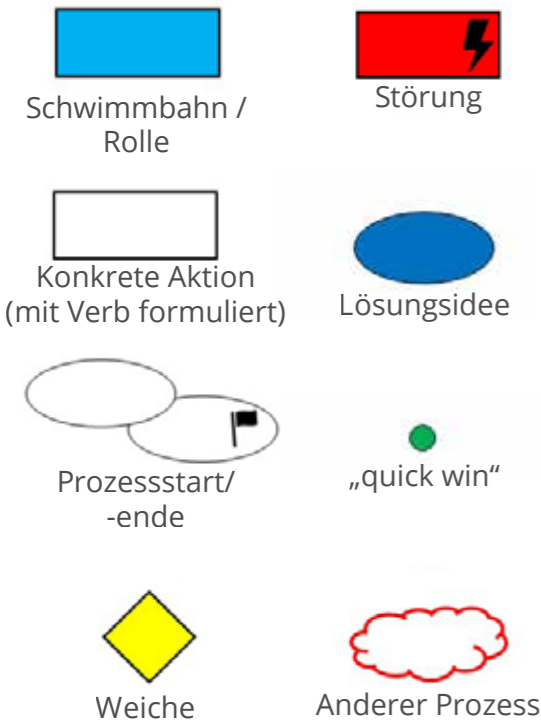 Schwimmbahn /
Rolle
Störung
Konkrete Aktion
(mit Verb formuliert)
Lösungsidee
Prozessstart/
-ende
„quick win“
Weiche
Anderer Prozess